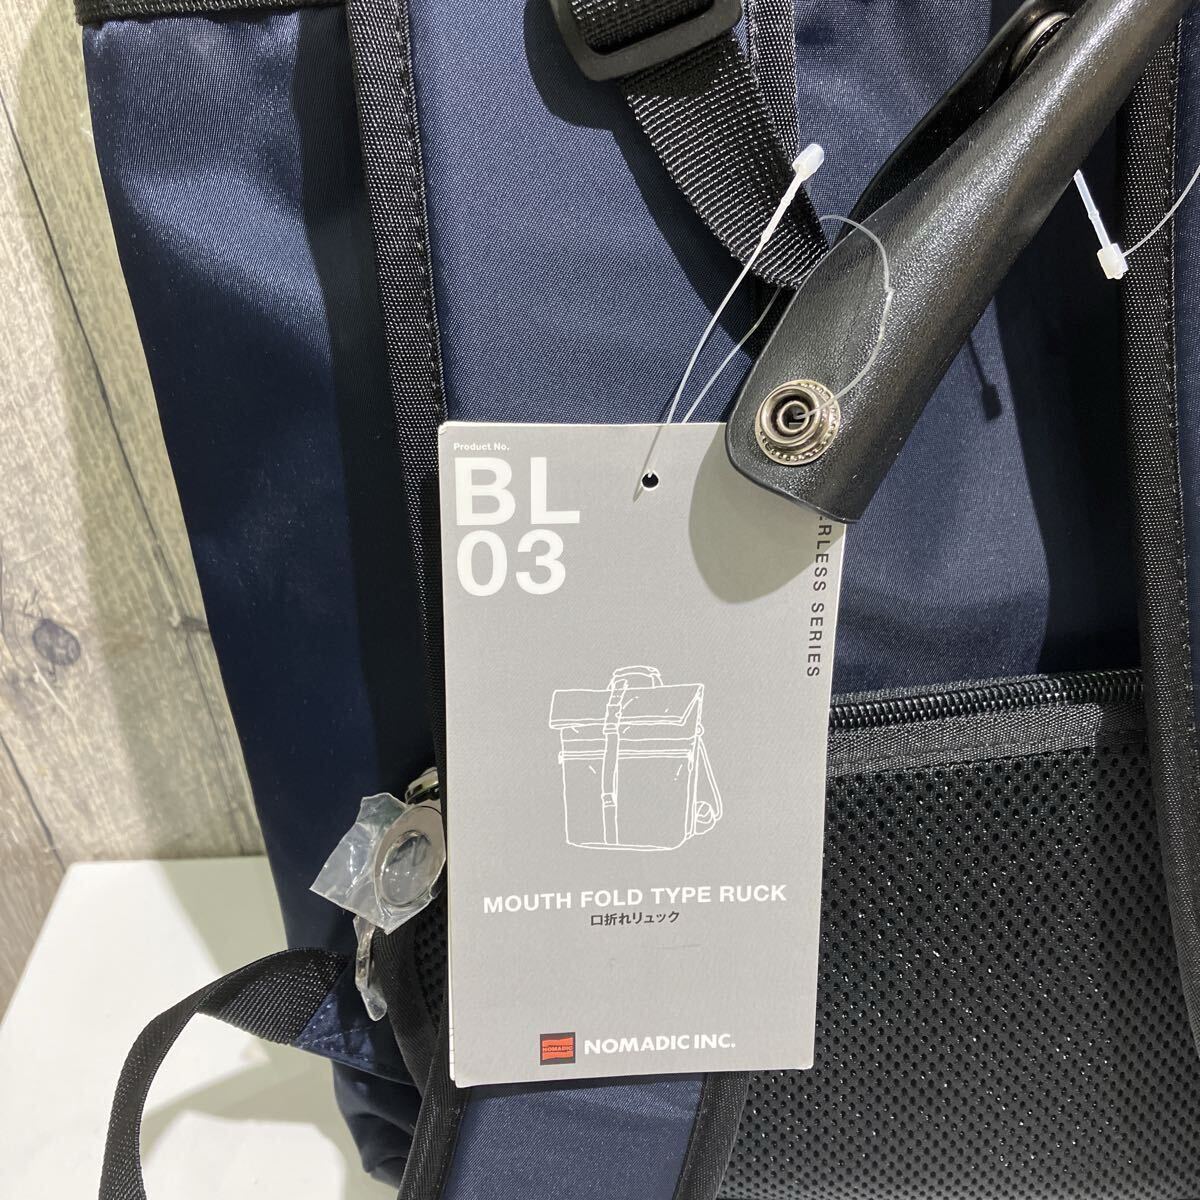 Product No.
BL
03
RLESS SERIES
MOUTH FOLD TYPE RUCK
口折れリュック
NOMADIC
NOMADIC INC.